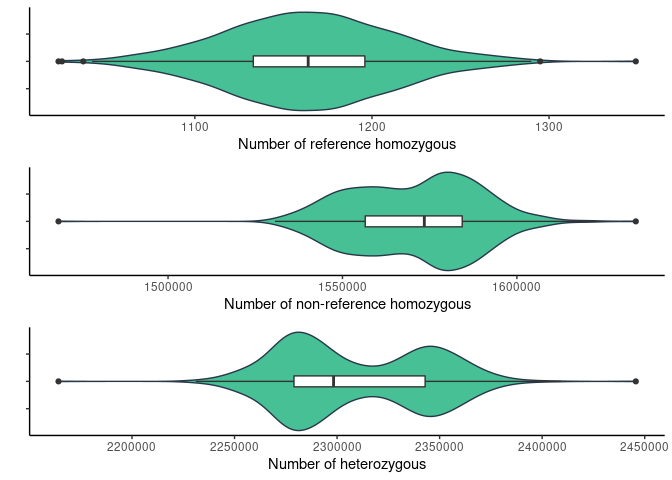 1100 1200 1300
Number of reference homozygous
1500000 1550000 1600000
Number of non-reference homozygous
2200000 2250000 2300000 2350000 2400000 2450000
Number of heterozygous